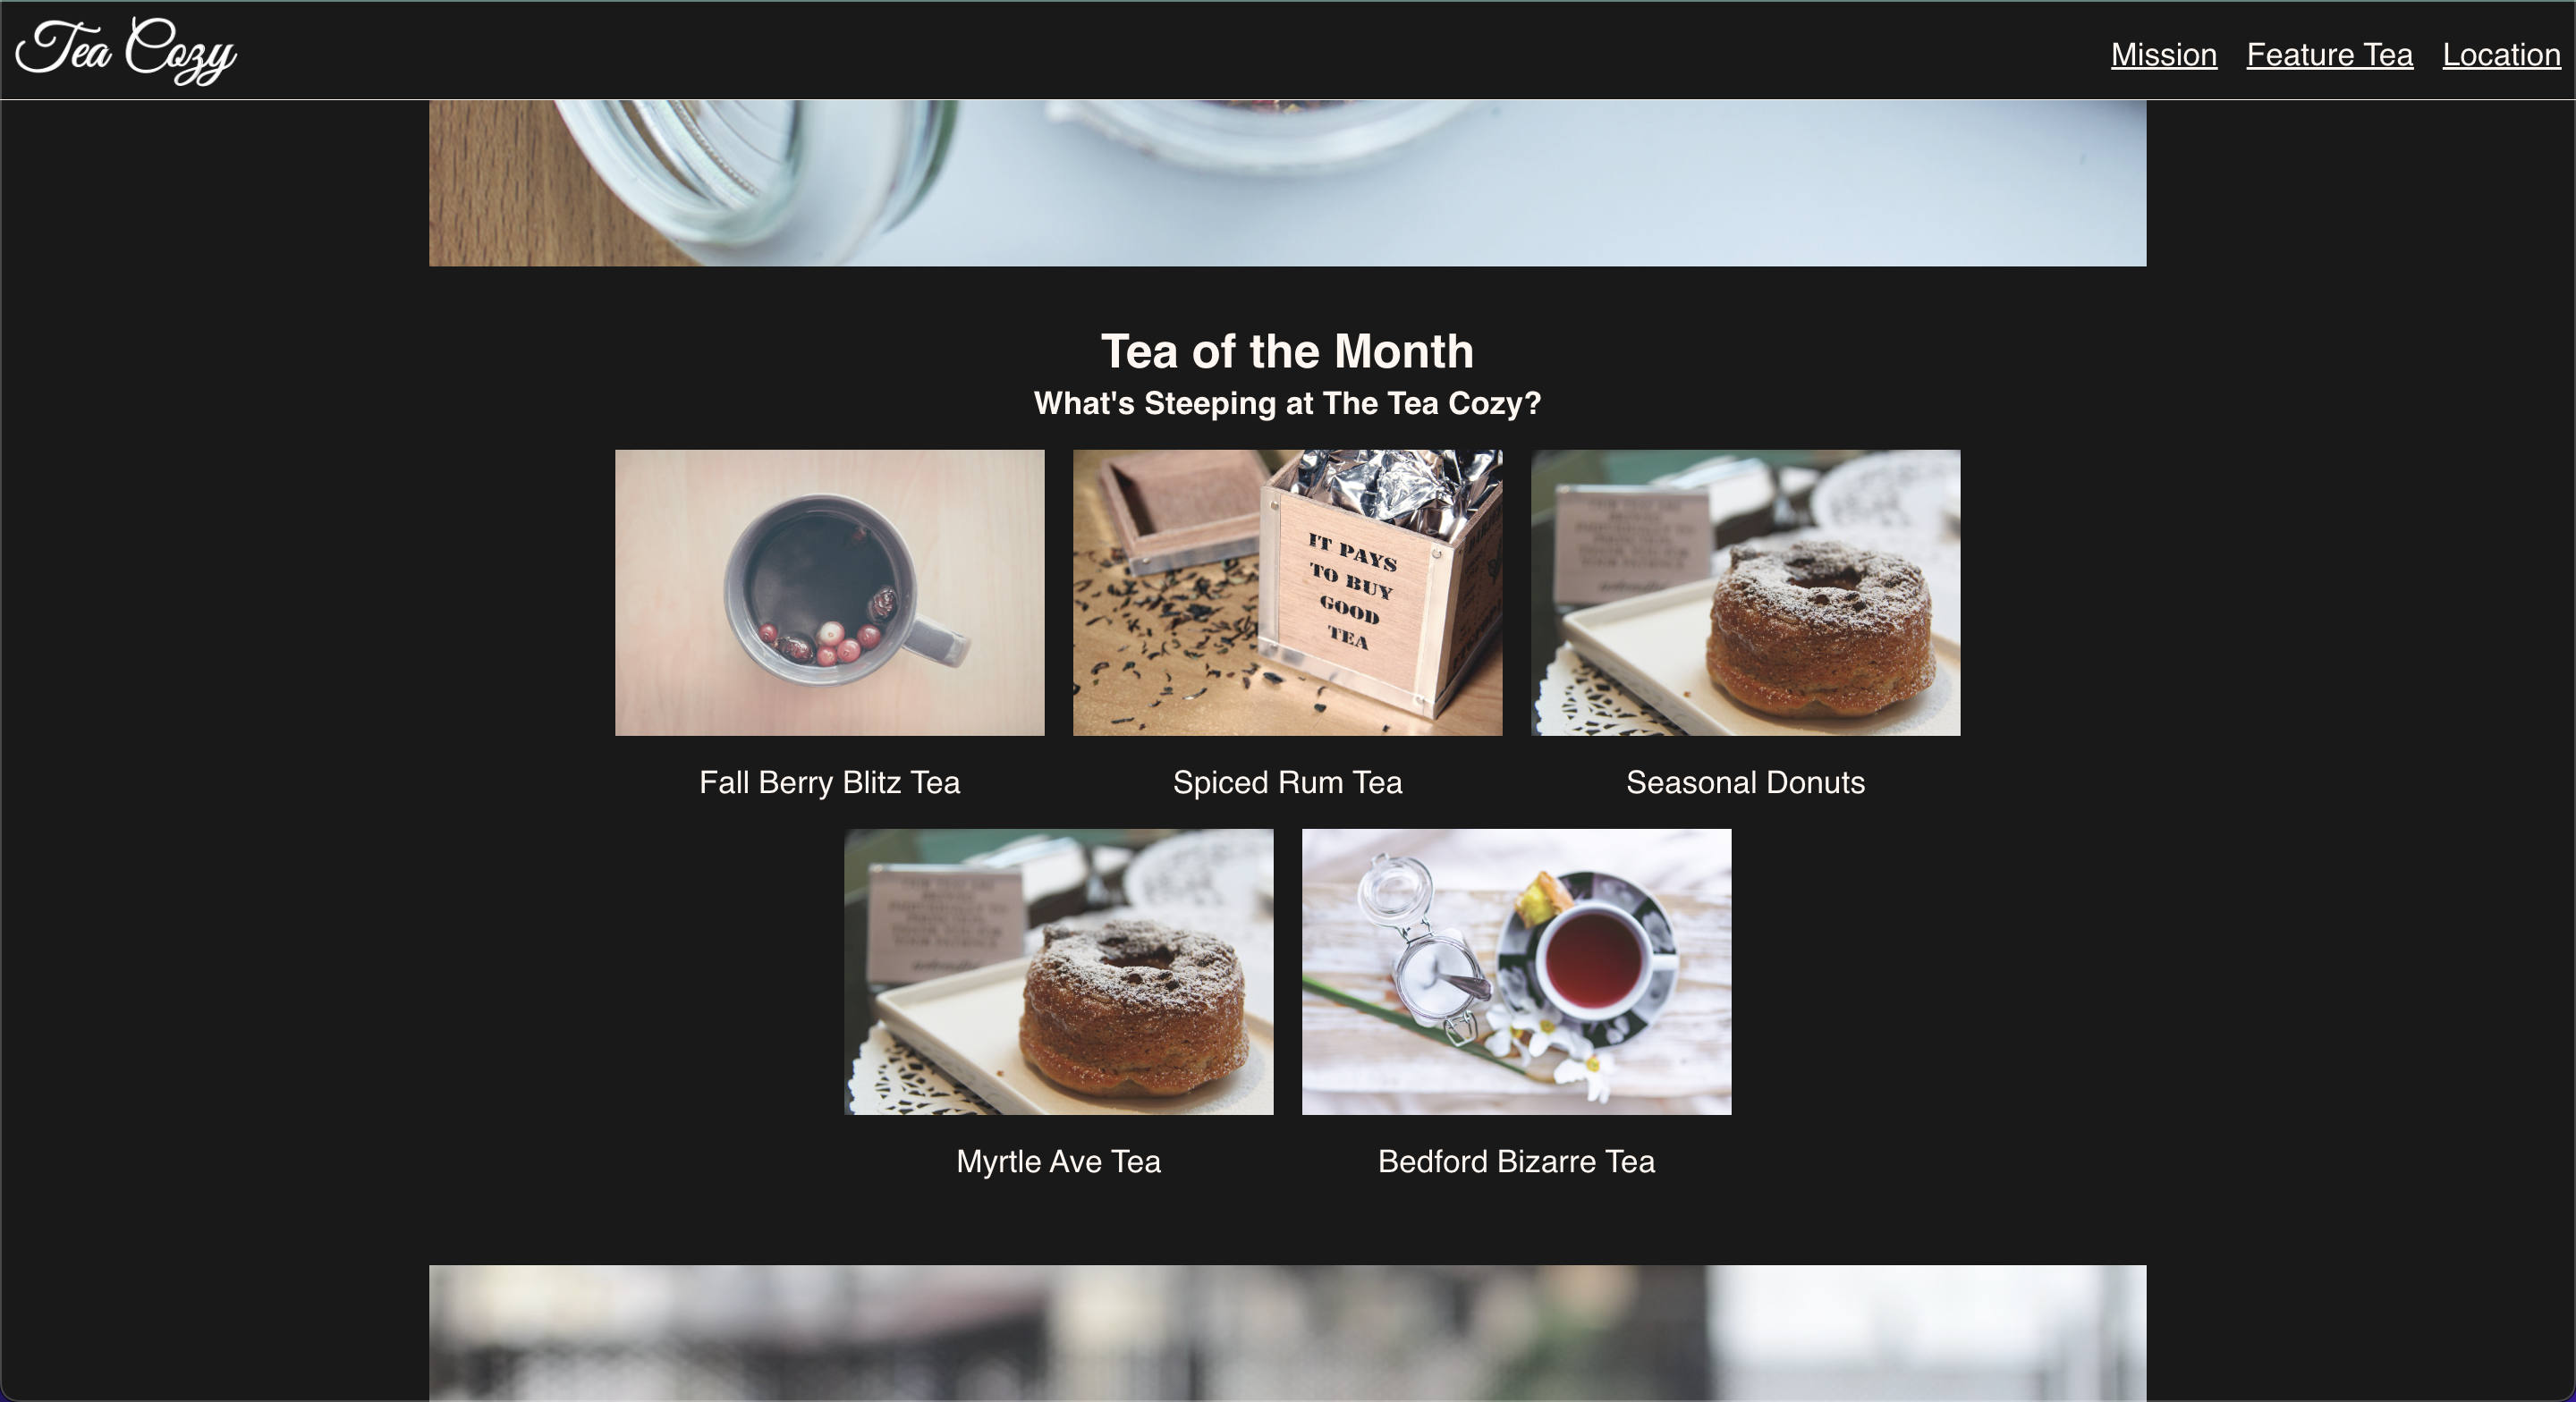 Tea Cozy
Mission Feature Tea Location
Tea of the Month
What's Steeping at The Tea Cozy?
IT PAYS
TO BUY
GOOD
TEA
Fall Berry Blitz Tea
Spiced Rum Tea
Seasonal Donuts
Myrtle Ave Tea
Bedford Bizarre Tea